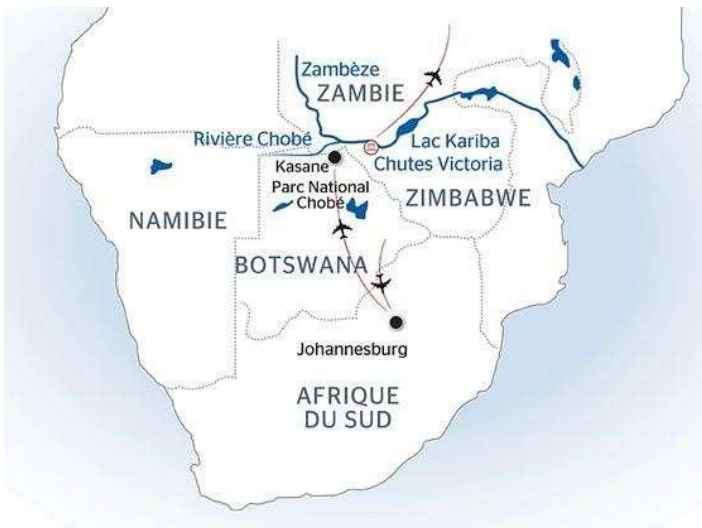 Zambèze
ZAMBIE
Rivière Chobé
Lac Kariba
Chutes Victoria
Kasane
Parc National
Chobé
ZIMBABWE
NAMIBIE
BOTSWANA
Johannesburg
AFRIQUE
DU SUD